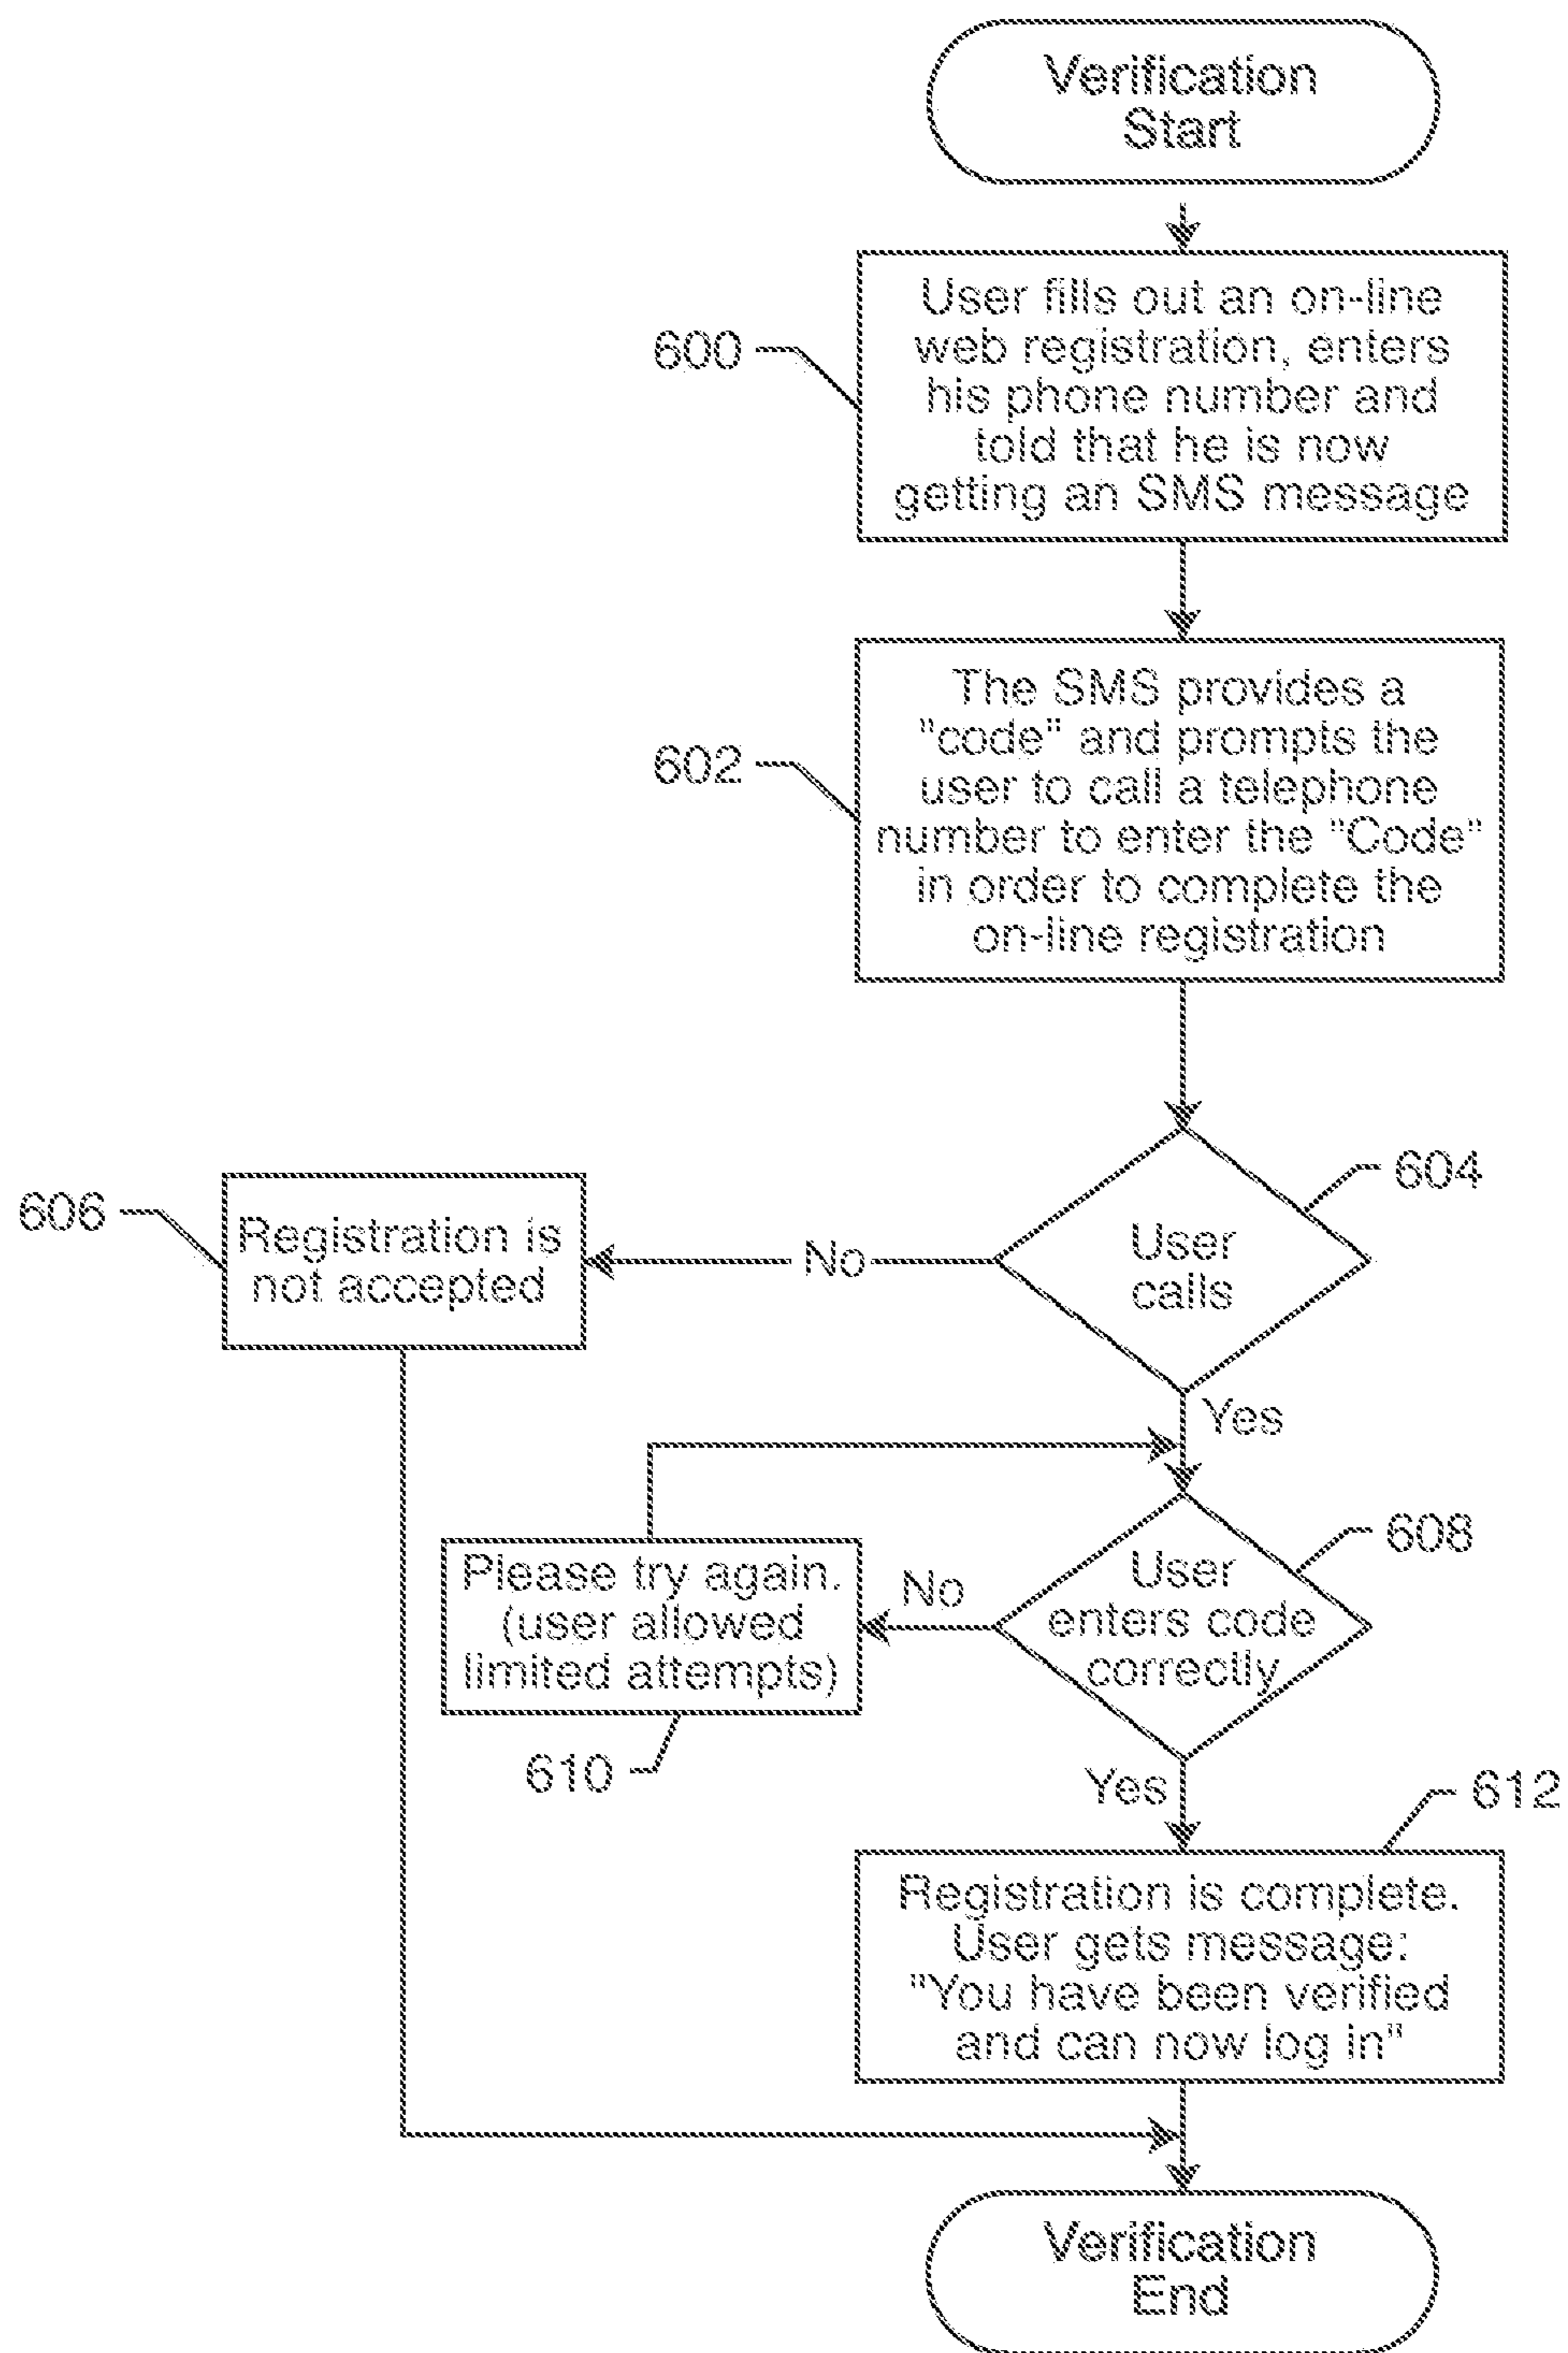 Verification
Start
600
User fills out an on-line
web registration, enters
his phone number and
told that he is now
getting an SMS message
602
The SMS provides a
"code" and prompts the
user to call a telephone
number to enter the "Code"
in order to complete the
on-line registration
604
User
calls
No
606
Registration is
not accepted
Yes
608
User
enters code
correctly
No
Please try again.
(user allowed
limited attempts)
610
Yes
612
Registration is complete.
User gets message:
"You have been verified
and can now log in"
Verification
End